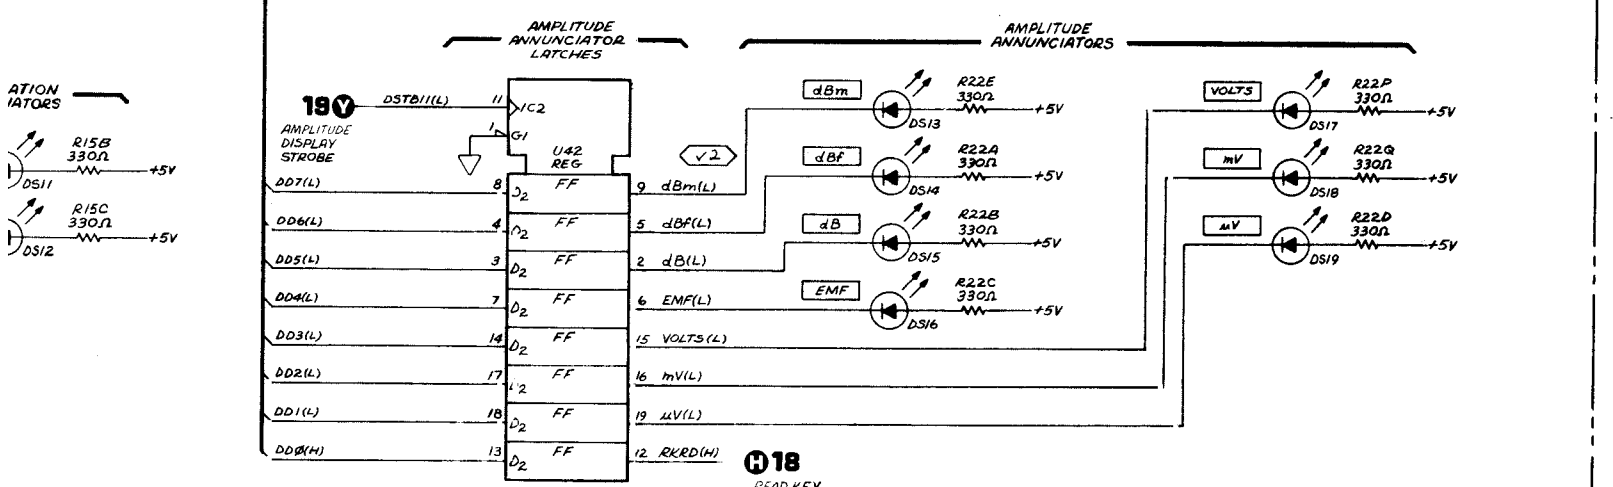 AMPLITUDE
ANNUNCIATOR
LATCHES
AMPLITUDE
ANNUNCIATORS
ATION
IATORS
R15B
330Ω
+5V
DS11
R15C
330Ω
+5V
DS12
19 Y
DSTB11(L)
AMPLITUDE
DISPLAY
STROBE
11
1C2
1
G1
U42
REG
√2
DD7(L) 8 D2 FF 9 dBm(L)
DD6(L) 4 D2 FF 5 dBf(L)
DD5(L) 3 D2 FF 2 dB(L)
DD4(L) 7 D2 FF 6 EMF(L)
DD3(L) 14 D2 FF 15 VOLTS(L)
DD2(L) 17 D2 FF 16 mV(L)
DD1(L) 18 D2 FF 19 µV(L)
DDØ(H) 13 D2 FF 12 RKRD(H)
H 18
READ KEY
dBm
R22E
330Ω
+5V
DS13
dBf
R22A
330Ω
+5V
DS14
dB
R22B
330Ω
+5V
DS15
EMF
R22C
330Ω
+5V
DS16
VOLTS
R22P
330Ω
+5V
DS17
mV
R22Q
330Ω
+5V
DS18
µV
R22D
330Ω
+5V
DS19